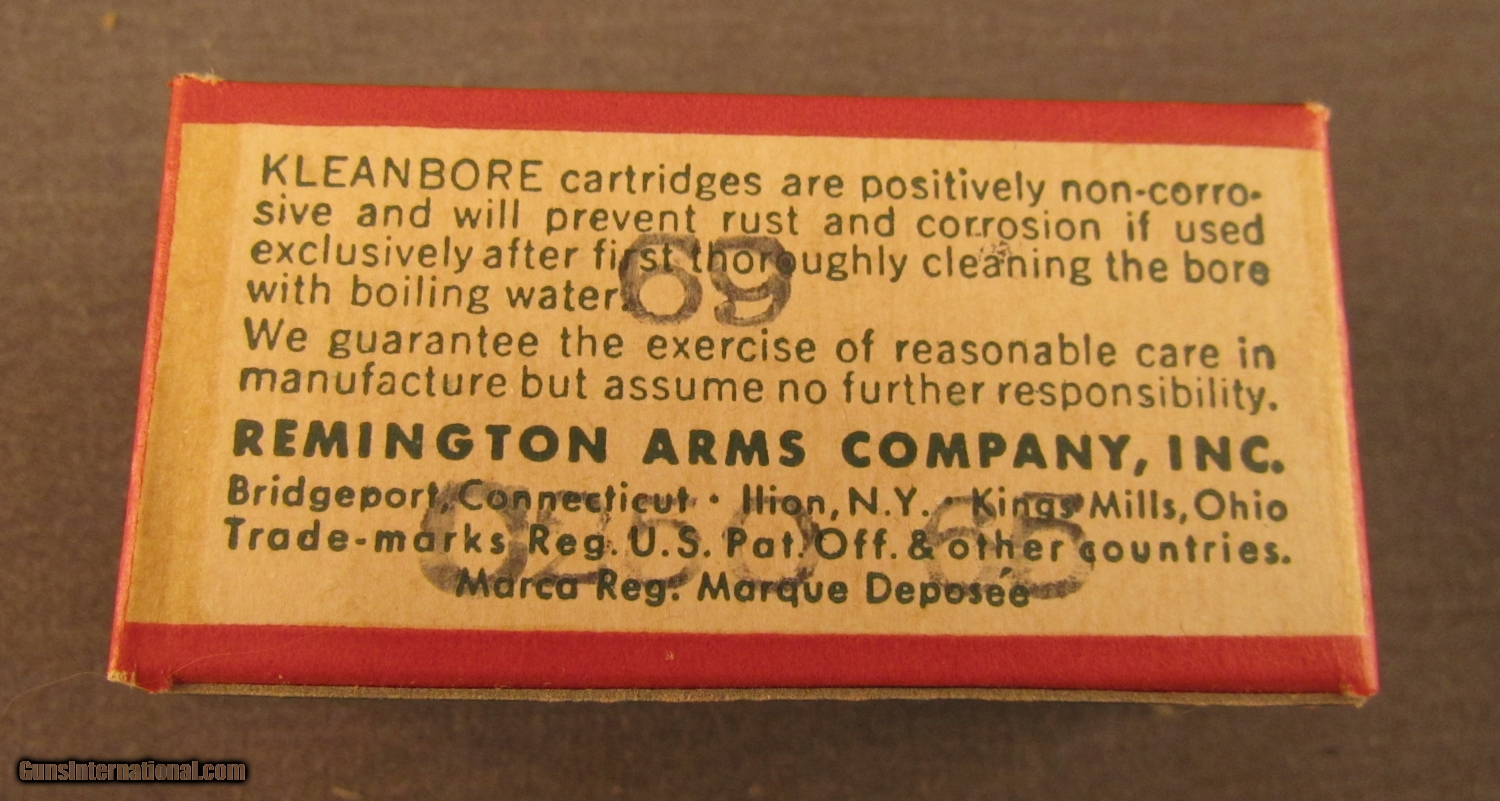 KLEANBORE cartridges are positively non-corro-
sive and will prevent rust and corrosion if used
exclusively after first thoroughly cleaning the bore
with boiling water.
69
We guarantee the exercise of reasonable care in
manufacture but assume no further responsibility.
REMINGTON ARMS COMPANY, INC.
Bridgeport, Connecticut • Ilion, N.Y. • Kings Mills, Ohio
Trade-marks Reg. U.S. Pat. Off. & other countries.
Marca Reg. Marque Deposée
GunsInternational.com